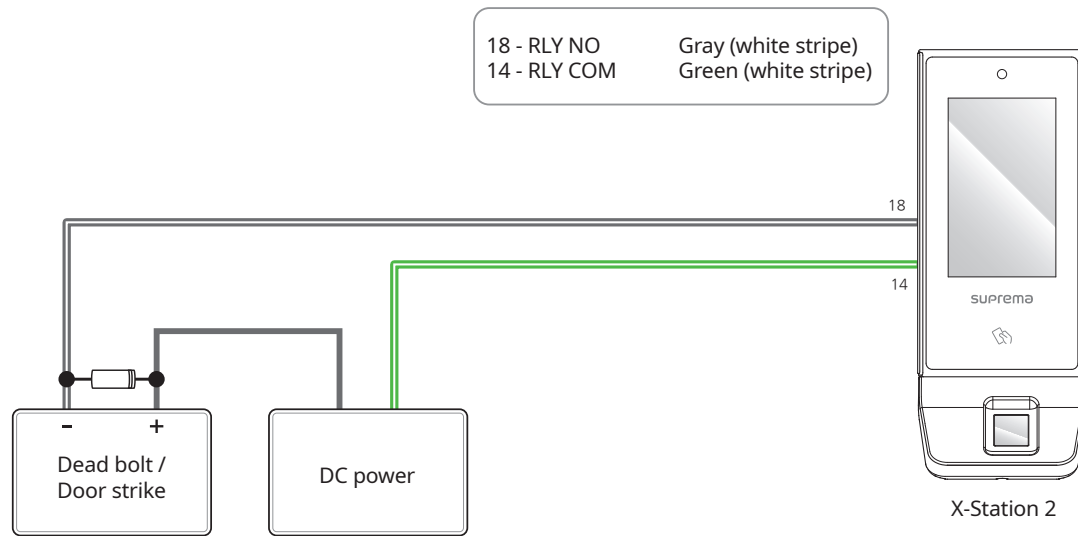 18 - RLY NO Gray (white stripe)
14 - RLY COM Green (white stripe)
18
14
suprema
- +
Dead bolt /
Door strike
DC power
X-Station 2